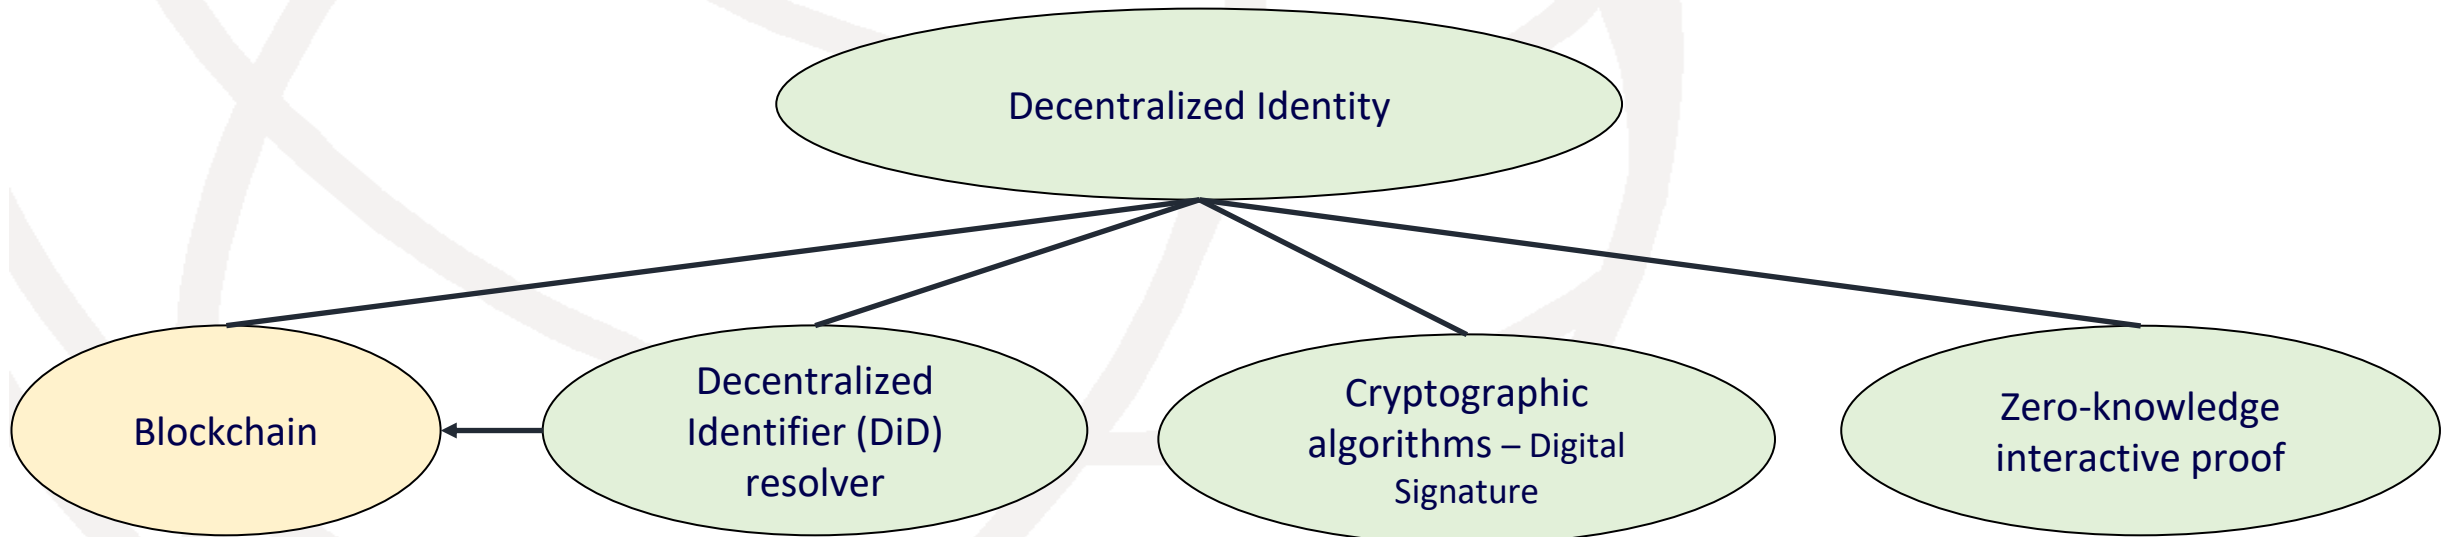 Decentralized Identity
Blockchain
Decentralized
Identifier (DiD)
resolver
Cryptographic
algorithms – Digital
Signature
Zero-knowledge
interactive proof